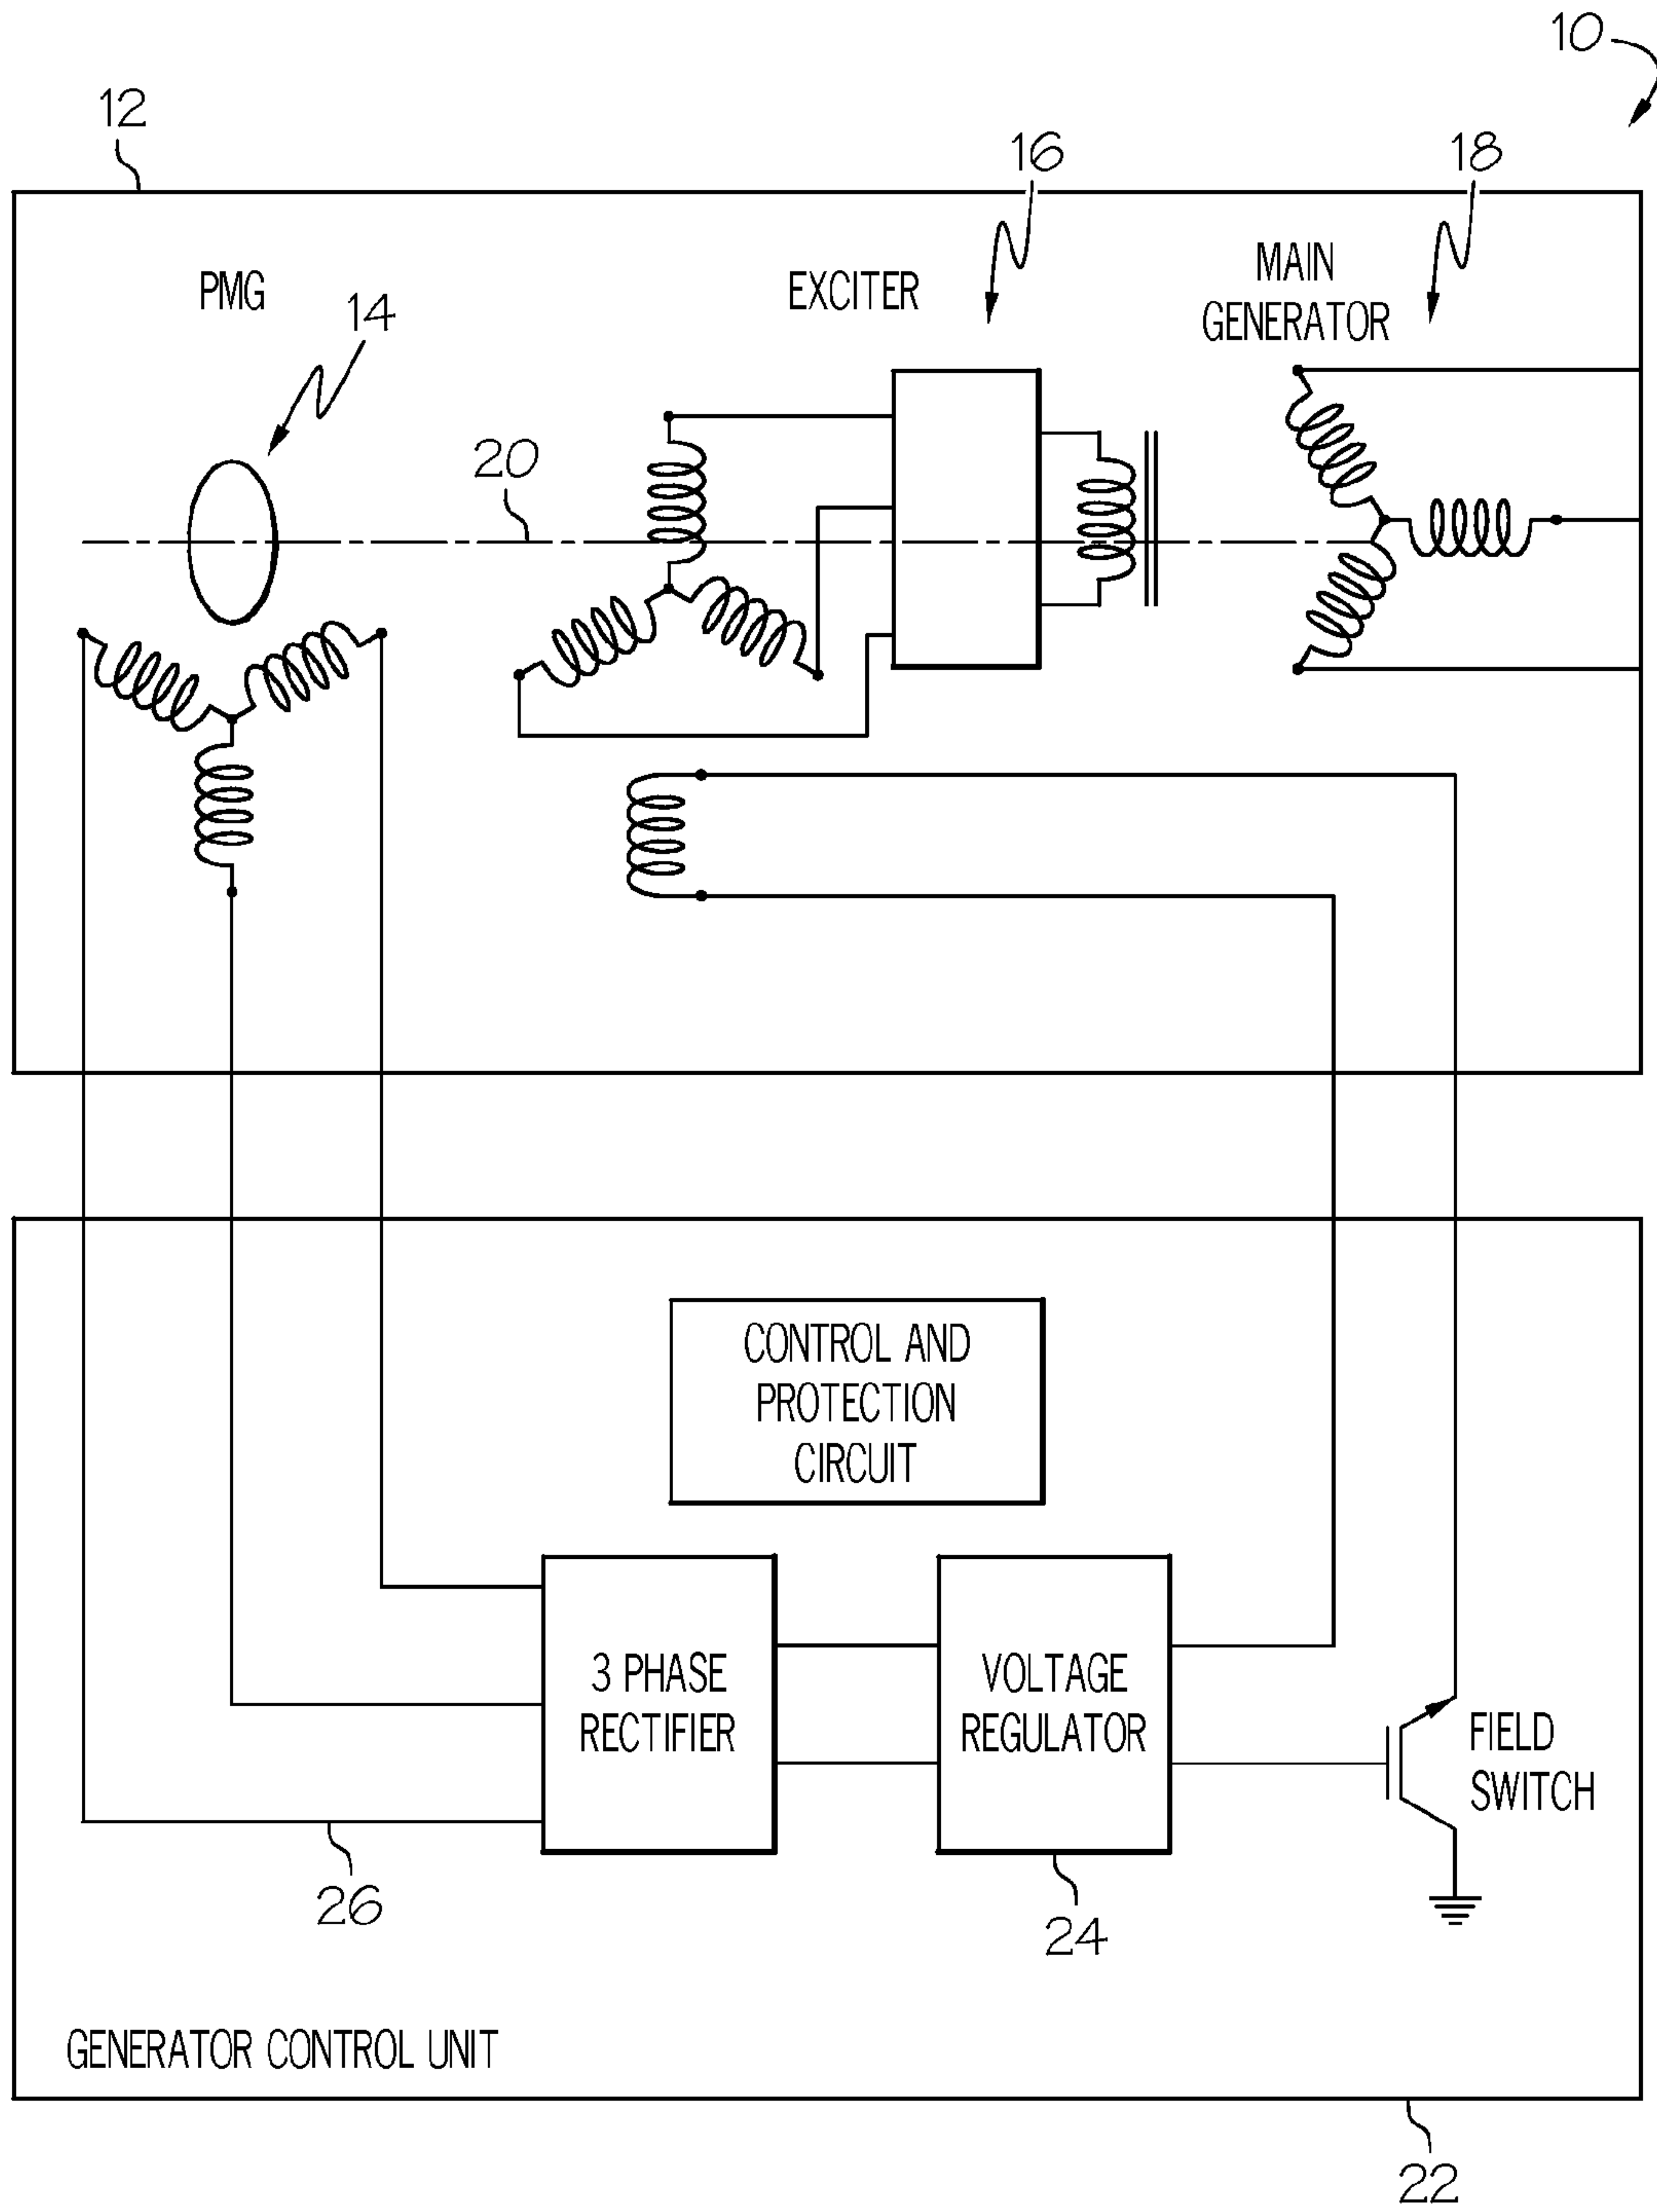 10
12
16
18
PMG
14
EXCITER
MAIN
GENERATOR
20
CONTROL AND
PROTECTION
CIRCUIT
3 PHASE
RECTIFIER
VOLTAGE
REGULATOR
FIELD
SWITCH
26
24
GENERATOR CONTROL UNIT
22